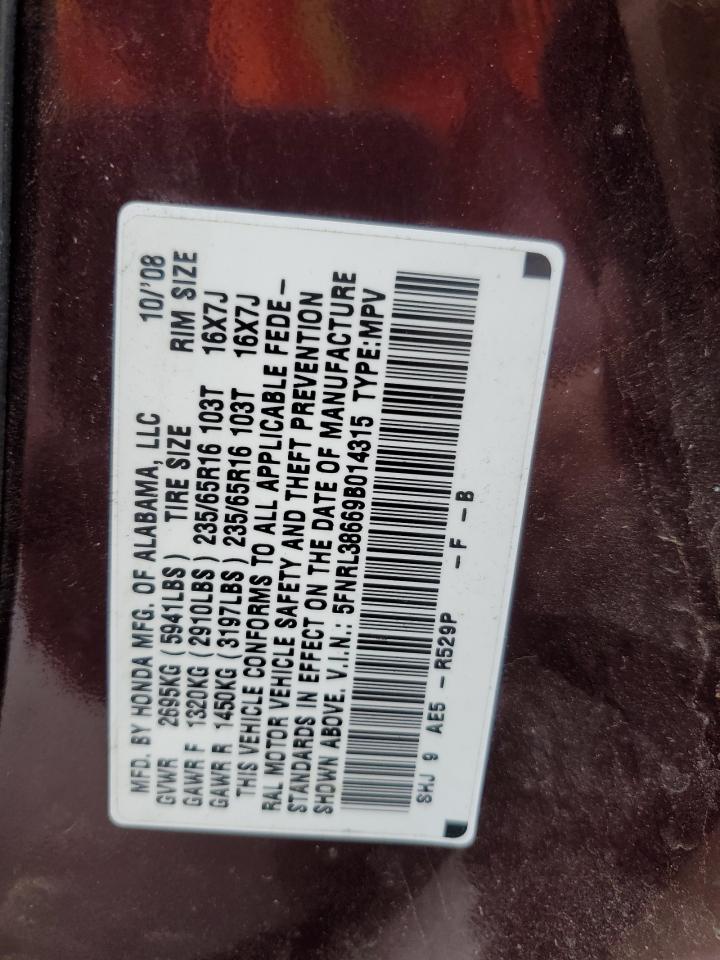 MFD. BY HONDA MFG. OF ALABAMA, LLC 10/'08
GVWR 2695KG ( 5941LBS ) TIRE SIZE RIM SIZE
GAWR F 1320KG ( 2910LBS ) 235/65R16 103T 16X7J
GAWR R 1450KG ( 3197LBS ) 235/65R16 103T 16X7J
THIS VEHICLE CONFORMS TO ALL APPLICABLE FEDE-
RAL MOTOR VEHICLE SAFETY AND THEFT PREVENTION
STANDARDS IN EFFECT ON THE DATE OF MANUFACTURE
SHOWN ABOVE. V.I.N.: 5FNRL38669B014315 TYPE:MPV
SHJ 9 AE5 -R529P -F -B